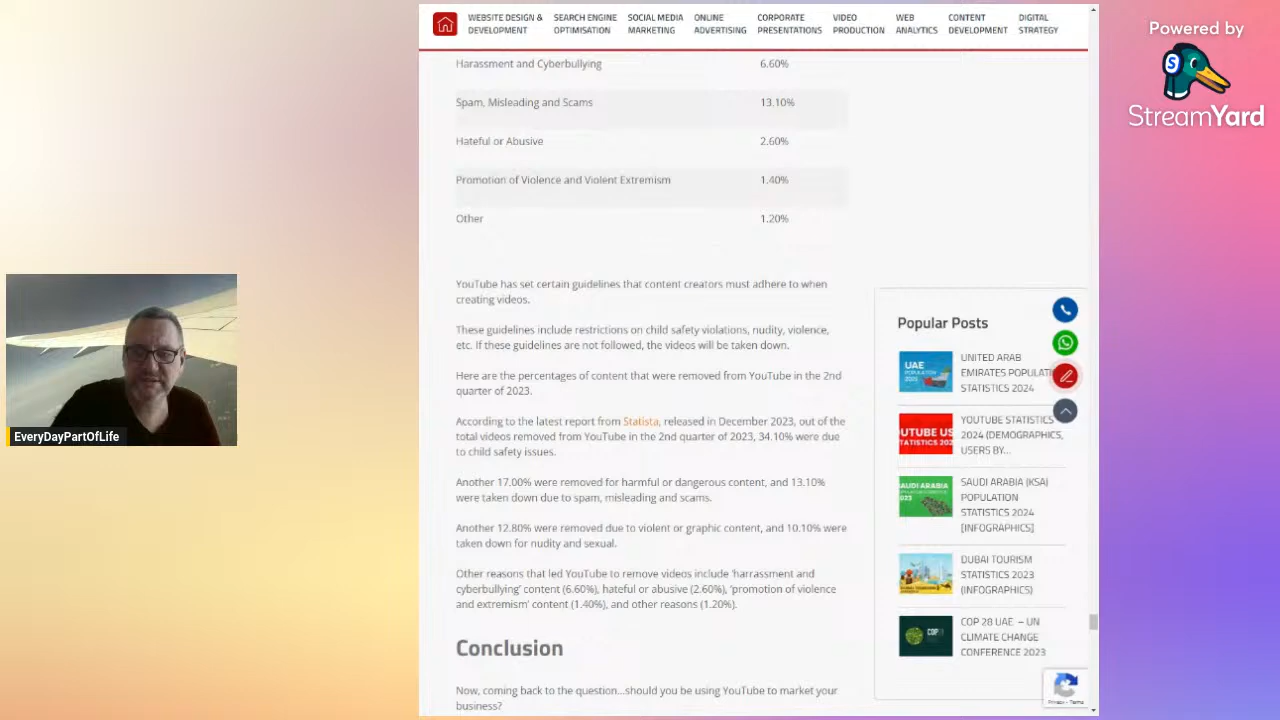 WEBSITE DESIGN &
DEVELOPMENT
SEARCH ENGINE
OPTIMISATION
SOCIAL MEDIA
MARKETING
ONLINE
ADVERTISING
CORPORATE
PRESENTATIONS
VIDEO
PRODUCTION
WEB
ANALYTICS
CONTENT
DEVELOPMENT
DIGITAL
STRATEGY
Powered by
StreamYard
Harassment and Cyberbullying 6.60%
Spam, Misleading and Scams 13.10%
Hateful or Abusive 2.60%
Promotion of Violence and Violent Extremism 1.40%
Other 1.20%
YouTube has set certain guidelines that content creators must adhere to when
creating videos.
These guidelines include restrictions on child safety violations, nudity, violence,
etc. If these guidelines are not followed, the videos will be taken down.
Here are the percentages of content that were removed from YouTube in the 2nd
quarter of 2023.
According to the latest report from Statista, released in December 2023, out of the
total videos removed from YouTube in the 2nd quarter of 2023, 34.10% were due
to child safety issues.
Another 17.00% were removed for harmful or dangerous content, and 13.10%
were taken down due to spam, misleading and scams.
Another 12.80% were removed due to violent or graphic content, and 10.10% were
taken down for nudity and sexual.
Other reasons that led YouTube to remove videos include 'harrassment and
cyberbullying' content (6.60%), hateful or abusive (2.60%), 'promotion of violence
and extremism' content (1.40%), and other reasons (1.20%).
Conclusion
Now, coming back to the question...should you be using YouTube to market your
business?
Popular Posts
UAE
POPULATION
UNITED ARAB
EMIRATES POPULATI
STATISTICS 2024
OUTUBE US
TATISTICS 202
YOUTUBE STATISTICS
2024 (DEMOGRAPHICS,
USERS BY...
SAUDI ARABIA
2023
SAUDI ARABIA (KSA)
POPULATION
STATISTICS 2024
[INFOGRAPHICS]
DUBAI TOURISM
STATISTICS 2023
(INFOGRAPHICS)
COP
COP 28 UAE – UN
CLIMATE CHANGE
CONFERENCE 2023
Privacy - Terms
EveryDayPartOfLife